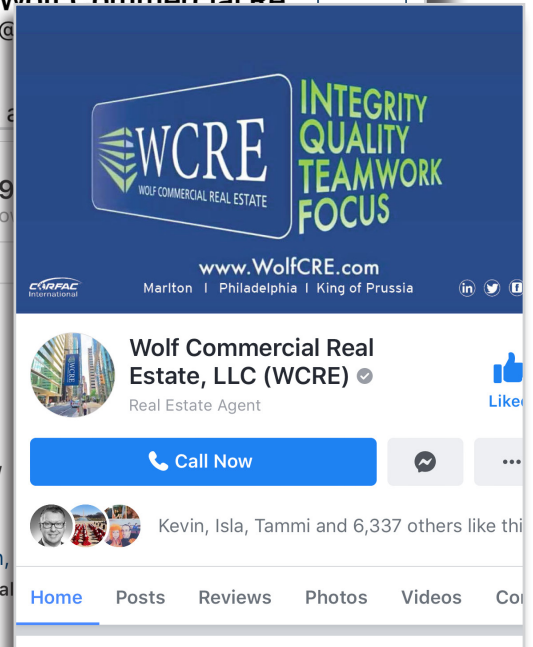 INTEGRITY
QUALITY
TEAMWORK
FOCUS
WCRE
WOLF COMMERCIAL REAL ESTATE
www.WolfCRE.com
Marlton | Philadelphia | King of Prussia
CORFAC
International
in
Wolf Commercial Real
Estate, LLC (WCRE)
Real Estate Agent
WCRE
Liked
Call Now
Kevin, Isla, Tammi and 6,337 others like thi
Home Posts Reviews Photos Videos Co